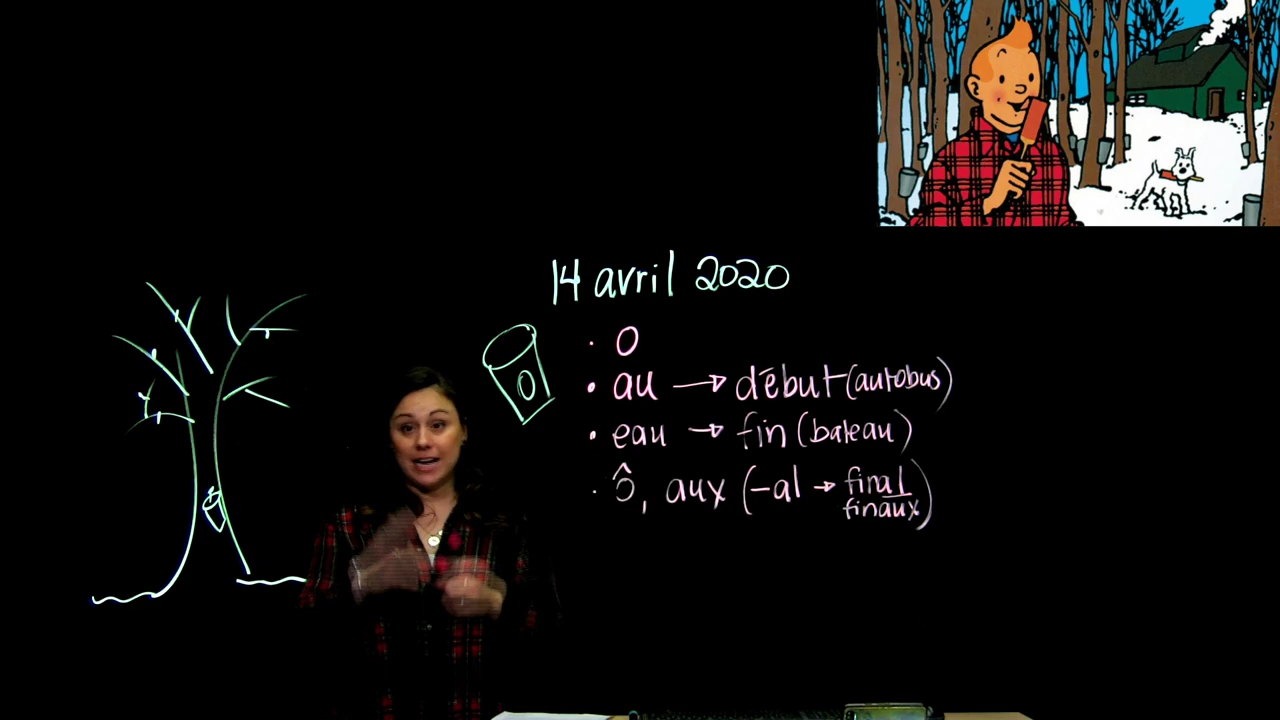 14 avril 2020
O
• o
• au → début (autobus)
• eau → fin (bateau)
• ô, aux (-al → final
finaux)